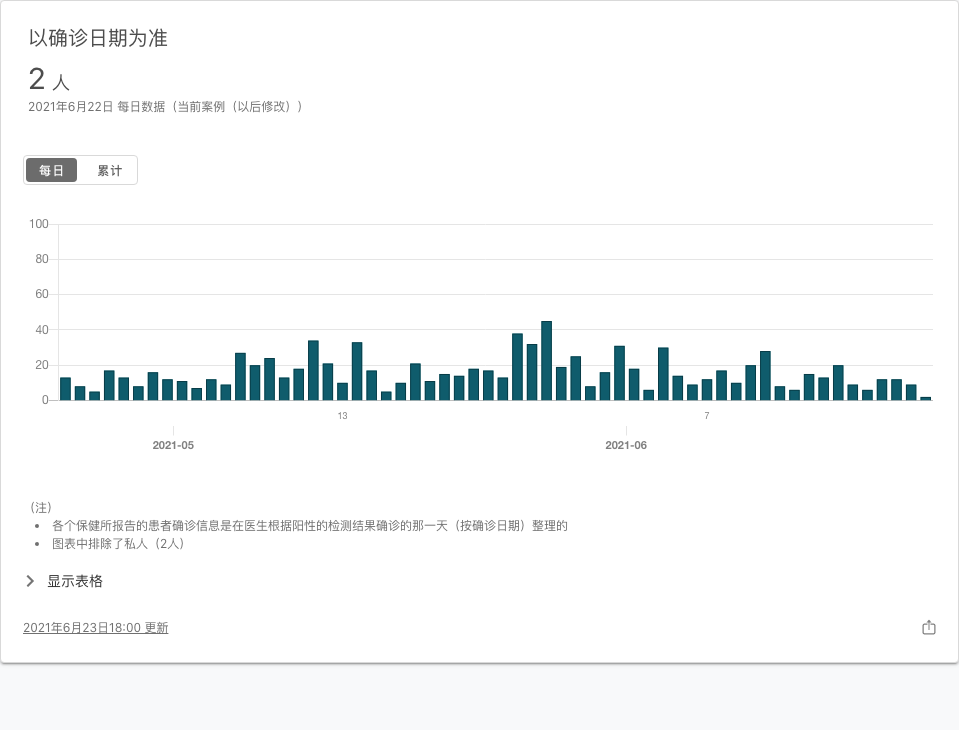 以确诊日期为准
2 人
2021年6月22日 每日数据（当前案例（以后修改））
每日 累计
100
80
60
40
20
0
13 7
2021-05 2021-06
（注）
• 各个保健所报告的患者确诊信息是在医生根据阳性的检测结果确诊的那一天（按确诊日期）整理的
• 图表中排除了私人（2人）
显示表格
2021年6月23日18:00 更新